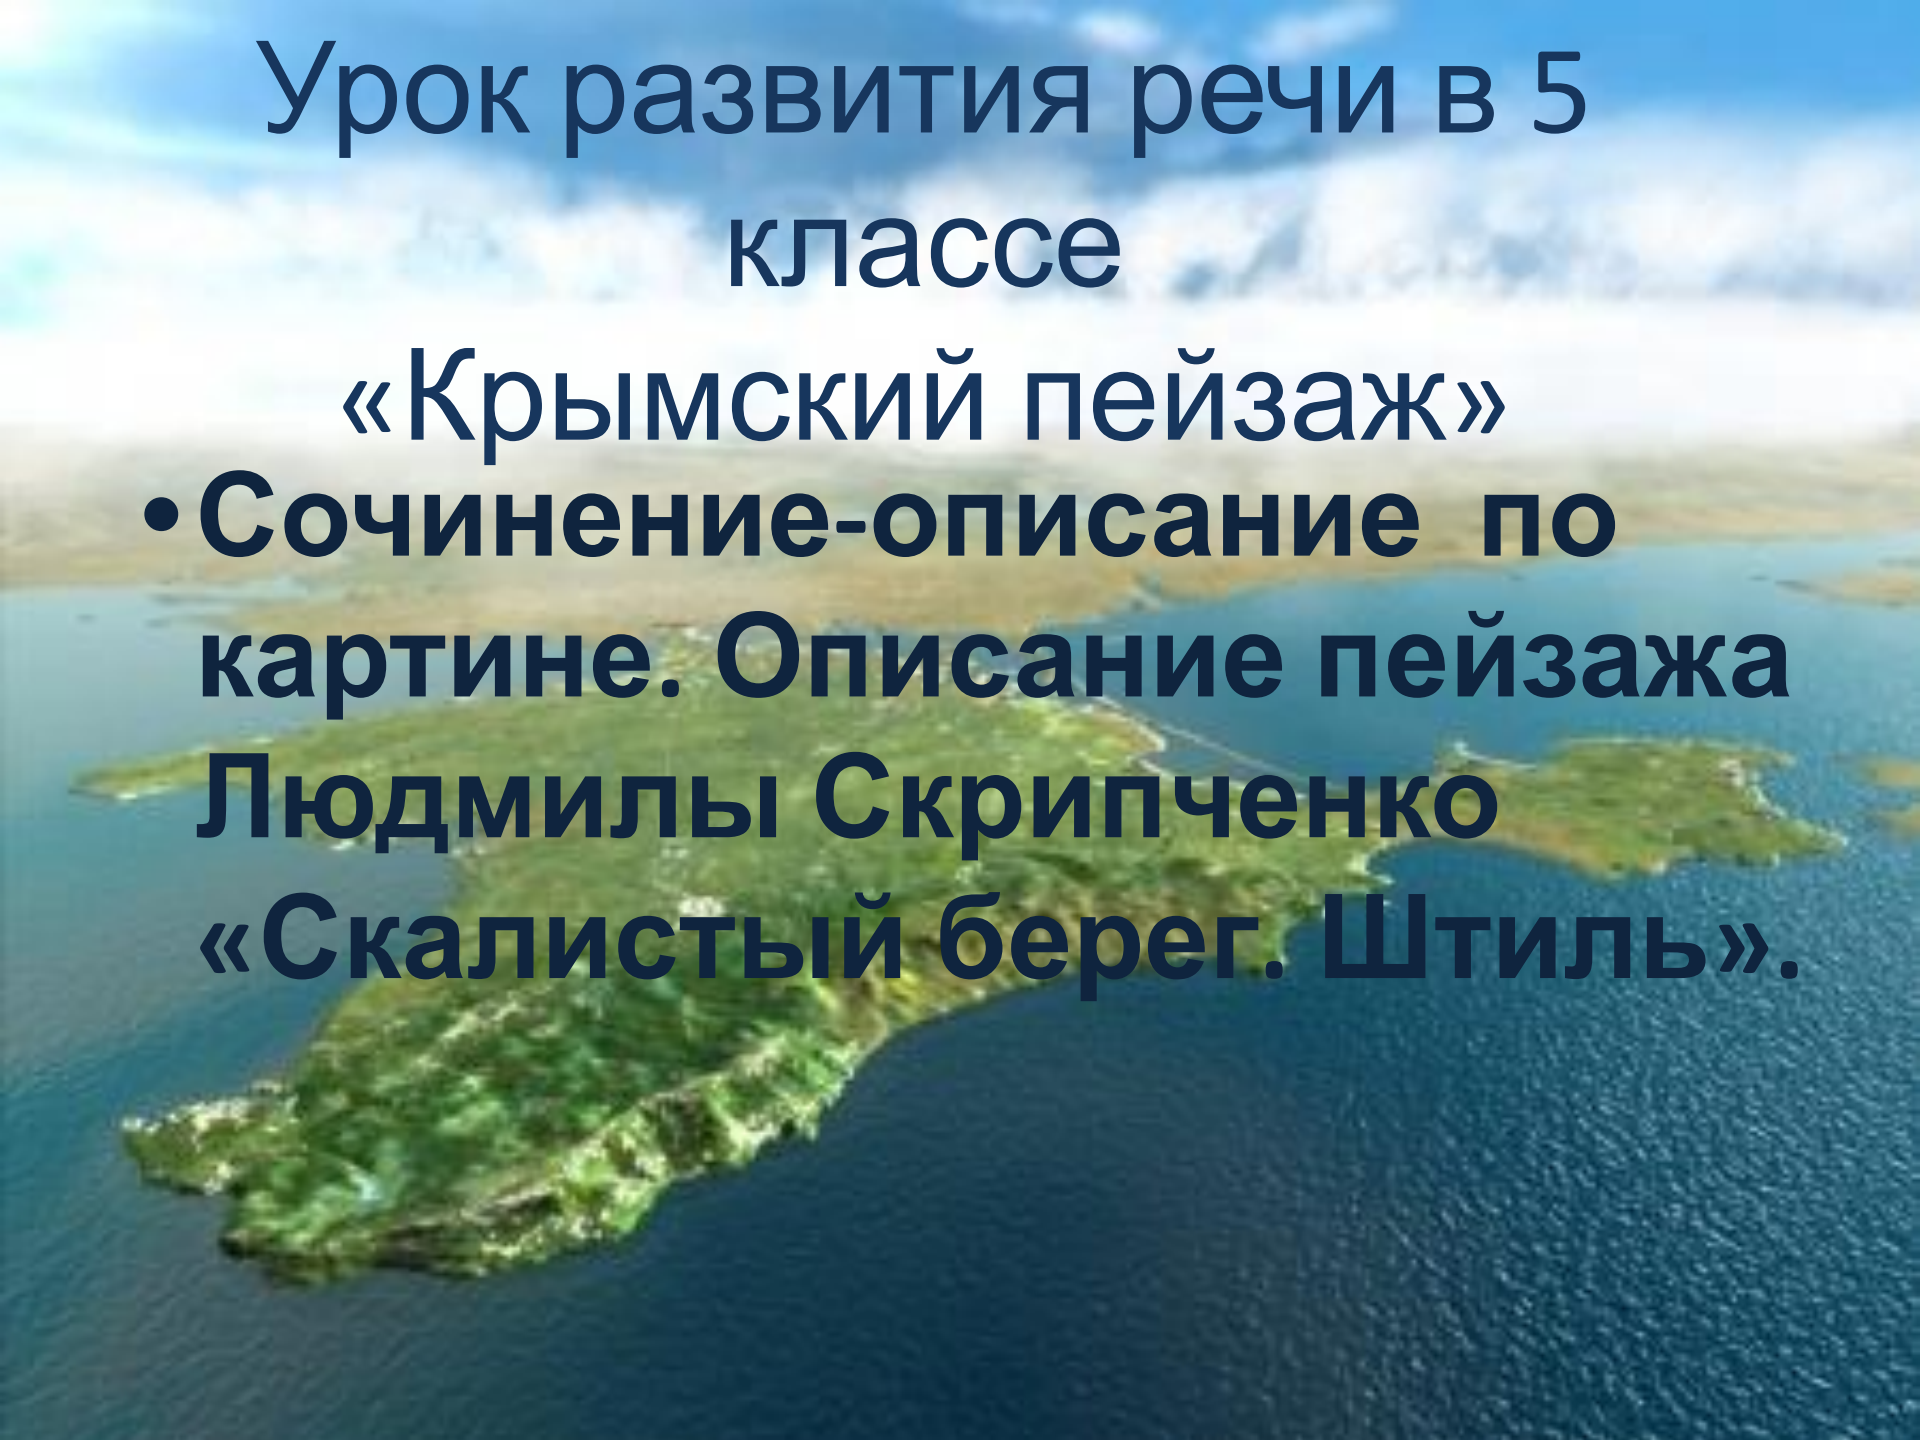 Урок развития речи в 5
классе
«Крымский пейзаж»
•Сочинение-описание по
картине. Описание пейзажа
Людмилы Скрипченко
«Скалистый берег. Штиль».